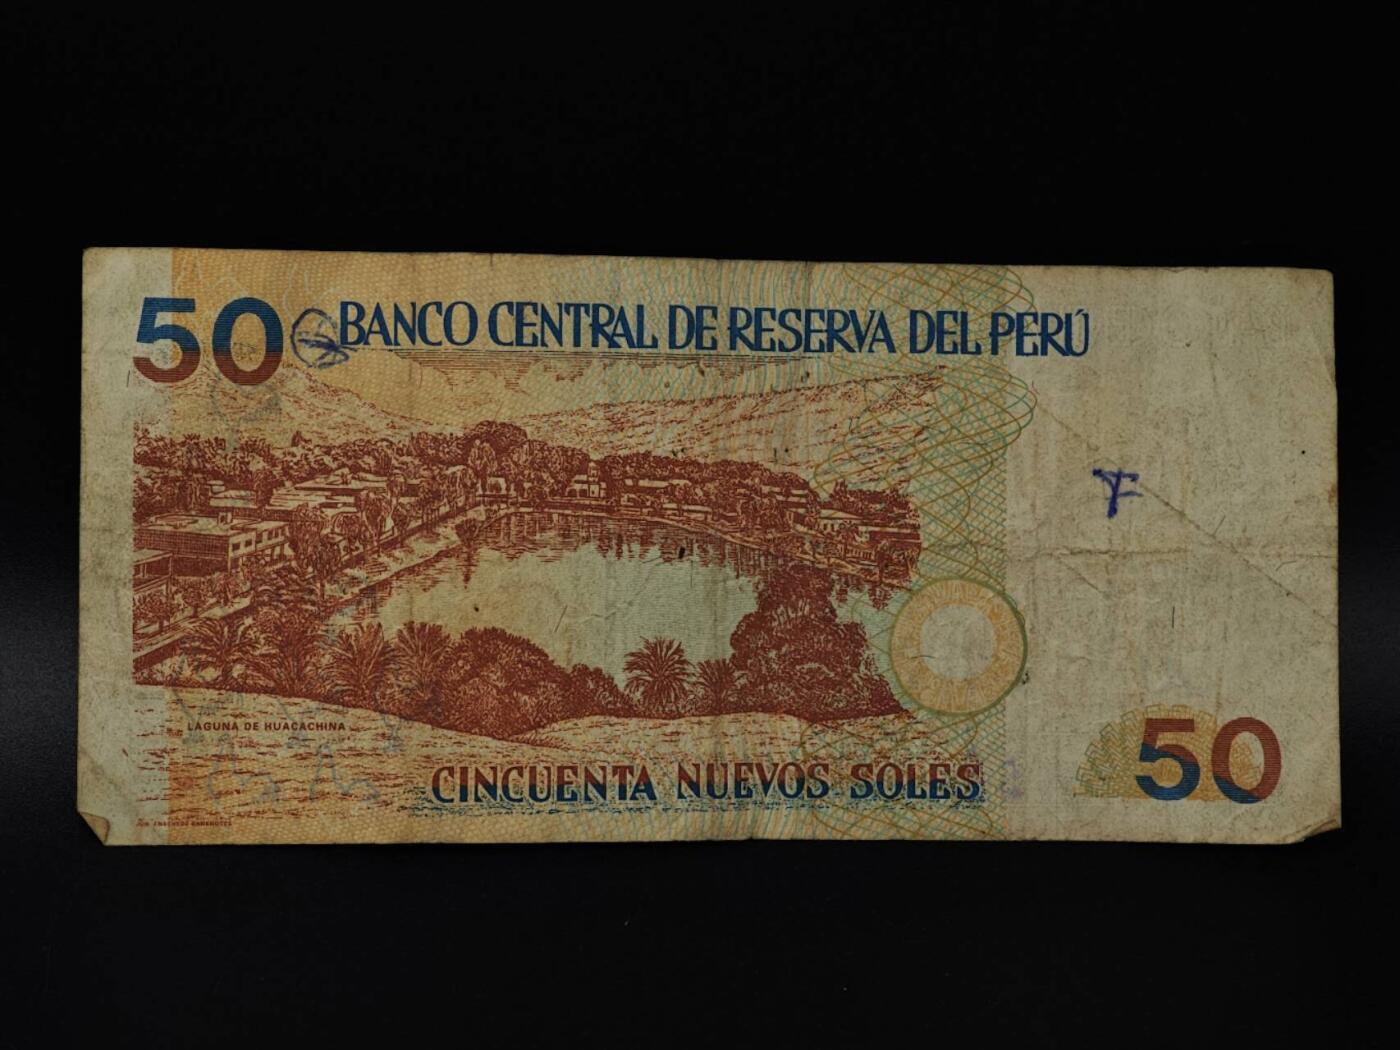 50 BANCO CENTRAL DE RESERVA DEL PERÚ
F
LAGUNA DE HUACACHINA
CINCUENTA NUEVOS SOLES
50